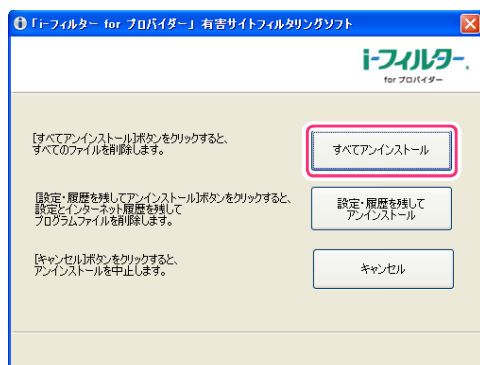 「i-フィルター for プロバイダー」 有害サイトフィルタリングソフト
i-フィルター.
for プロバイダー
[すべてアンインストール]ボタンをクリックすると、
すべてのファイルを削除します。
すべてアンインストール
[設定・履歴を残してアンインストール]ボタンをクリックすると、
設定とインターネット履歴を残して
プログラムファイルを削除します。
設定・履歴を残して
アンインストール
[キャンセル]ボタンをクリックすると、
アンインストールを中止します。
キャンセル